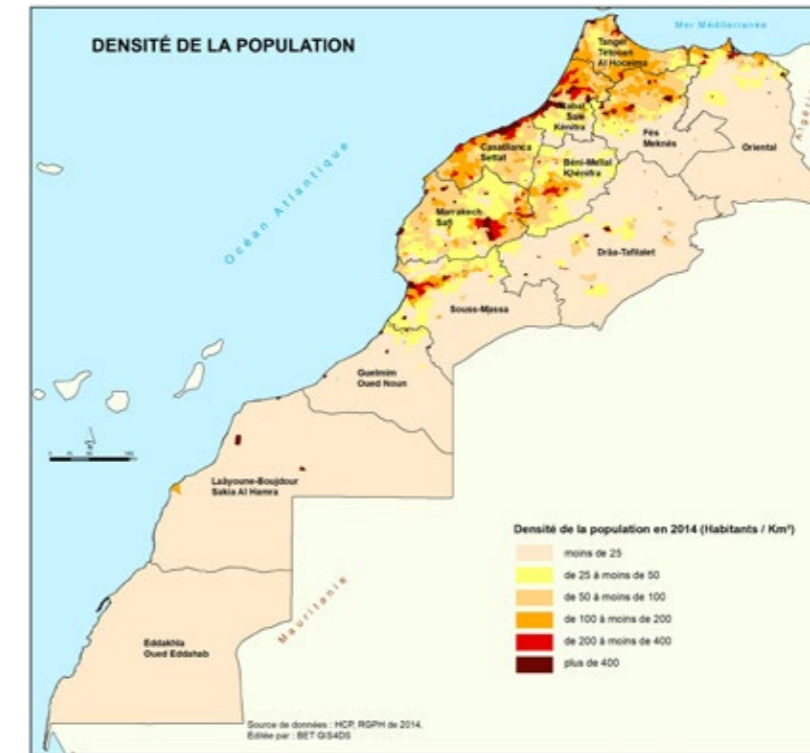 DENSITÉ DE LA POPULATION
Mer Méditerranée
Océan Atlantique
Tanger
Tétouan
Al Hoceima
Rabat
Salé
Kénitra
Fès
Meknès
Oriental
Casablanca
Settat
Béni-Mellal
Khénifra
Marrakech
Safi
Drâa-Tafilalet
Souss-Massa
Guelmim
Oued Noun
Laâyoune-Boujdour
Sakia Al Hamra
Mauritanie
Eddakhla
Oued Eddahab
Densité de la population en 2014 (Habitants / Km²)
moins de 25
de 25 à moins de 50
de 50 à moins de 100
de 100 à moins de 200
de 200 à moins de 400
plus de 400
Source de données : HCP, RGPH de 2014.
Editée par : BET GIS4DS